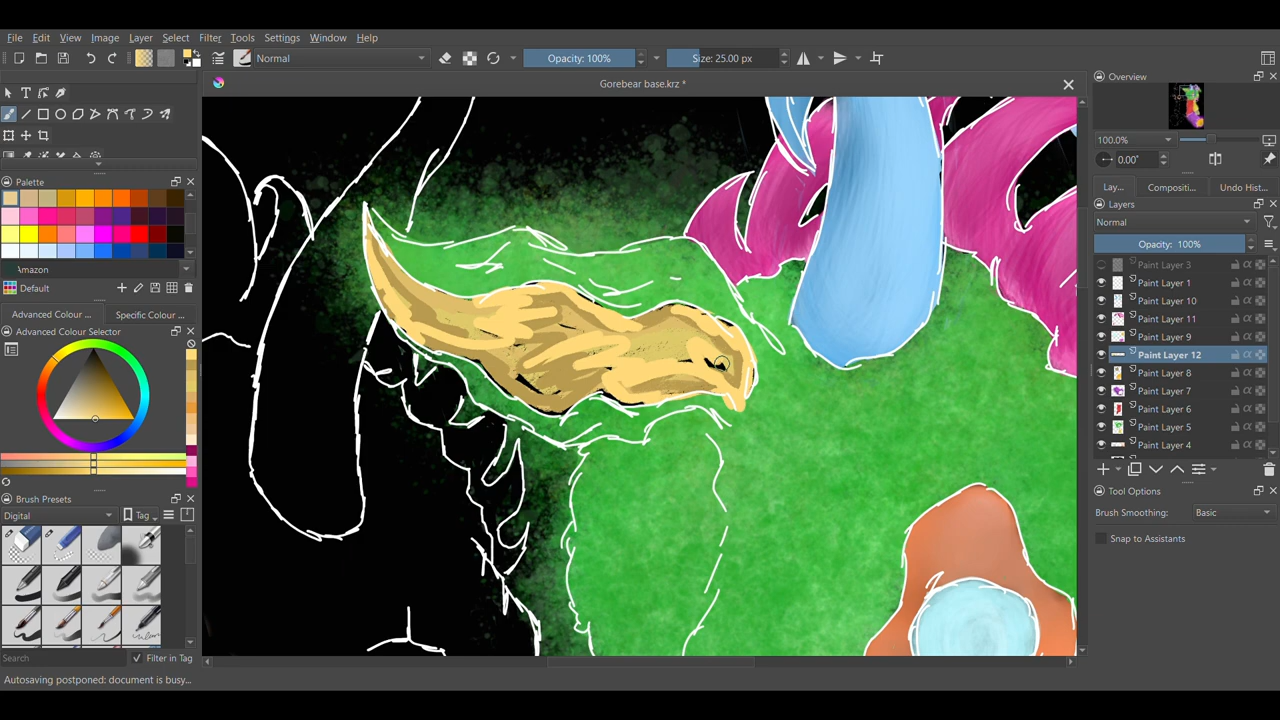 File Edit View Image Layer Select Filter Tools Settings Window Help
Normal Opacity: 100% Size: 25.00 px
Gorebear base.krz *
Overview
100.0%
0.00°
Palette
Lay... Compositi... Undo Hist...
Layers
Normal
Opacity: 100%
Paint Layer 3
Paint Layer 1
Paint Layer 10
Paint Layer 11
Paint Layer 9
Paint Layer 12
Paint Layer 8
Paint Layer 7
Paint Layer 6
Paint Layer 5
Paint Layer 4
Amazon
Default
Advanced Colour ... Specific Colour ...
Advanced Colour Selector
Brush Presets
Digital Tag
Tool Options
Brush Smoothing: Basic
Snap to Assistants
Search Filter in Tag
Autosaving postponed: document is busy...